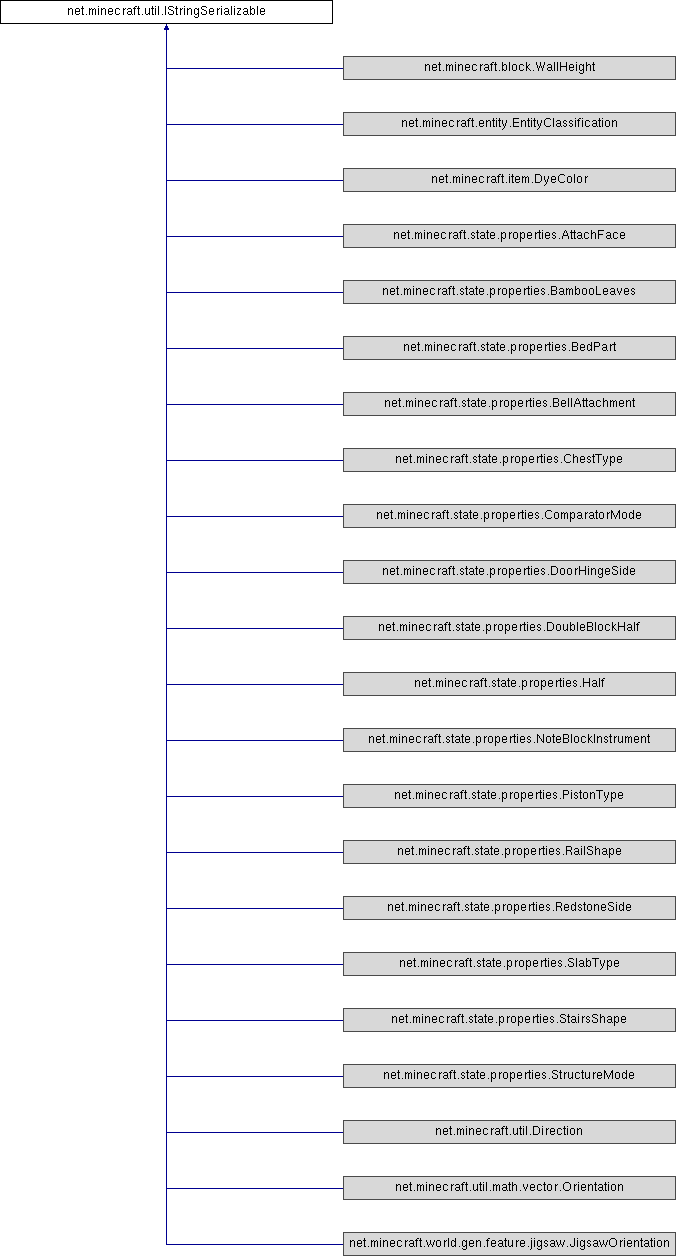 net.minecraft.util.IStringSerializable
net.minecraft.block.WallHeight
net.minecraft.entity.EntityClassification
net.minecraft.item.DyeColor
net.minecraft.state.properties.AttachFace
net.minecraft.state.properties.BambooLeaves
net.minecraft.state.properties.BedPart
net.minecraft.state.properties.BellAttachment
net.minecraft.state.properties.ChestType
net.minecraft.state.properties.ComparatorMode
net.minecraft.state.properties.DoorHingeSide
net.minecraft.state.properties.DoubleBlockHalf
net.minecraft.state.properties.Half
net.minecraft.state.properties.NoteBlockInstrument
net.minecraft.state.properties.PistonType
net.minecraft.state.properties.RailShape
net.minecraft.state.properties.RedstoneSide
net.minecraft.state.properties.SlabType
net.minecraft.state.properties.StairsShape
net.minecraft.state.properties.StructureMode
net.minecraft.util.Direction
net.minecraft.util.math.vector.Orientation
net.minecraft.world.gen.feature.jigsaw.JigsawOrientation